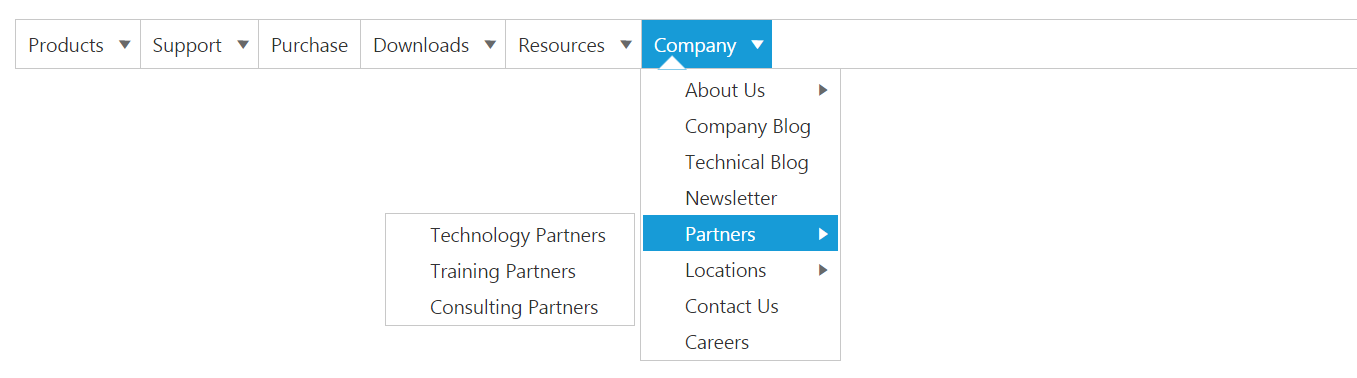 Products Support Purchase Downloads Resources Company
About Us
Company Blog
Technical Blog
Newsletter
Partners
Locations
Contact Us
Careers
Technology Partners
Training Partners
Consulting Partners